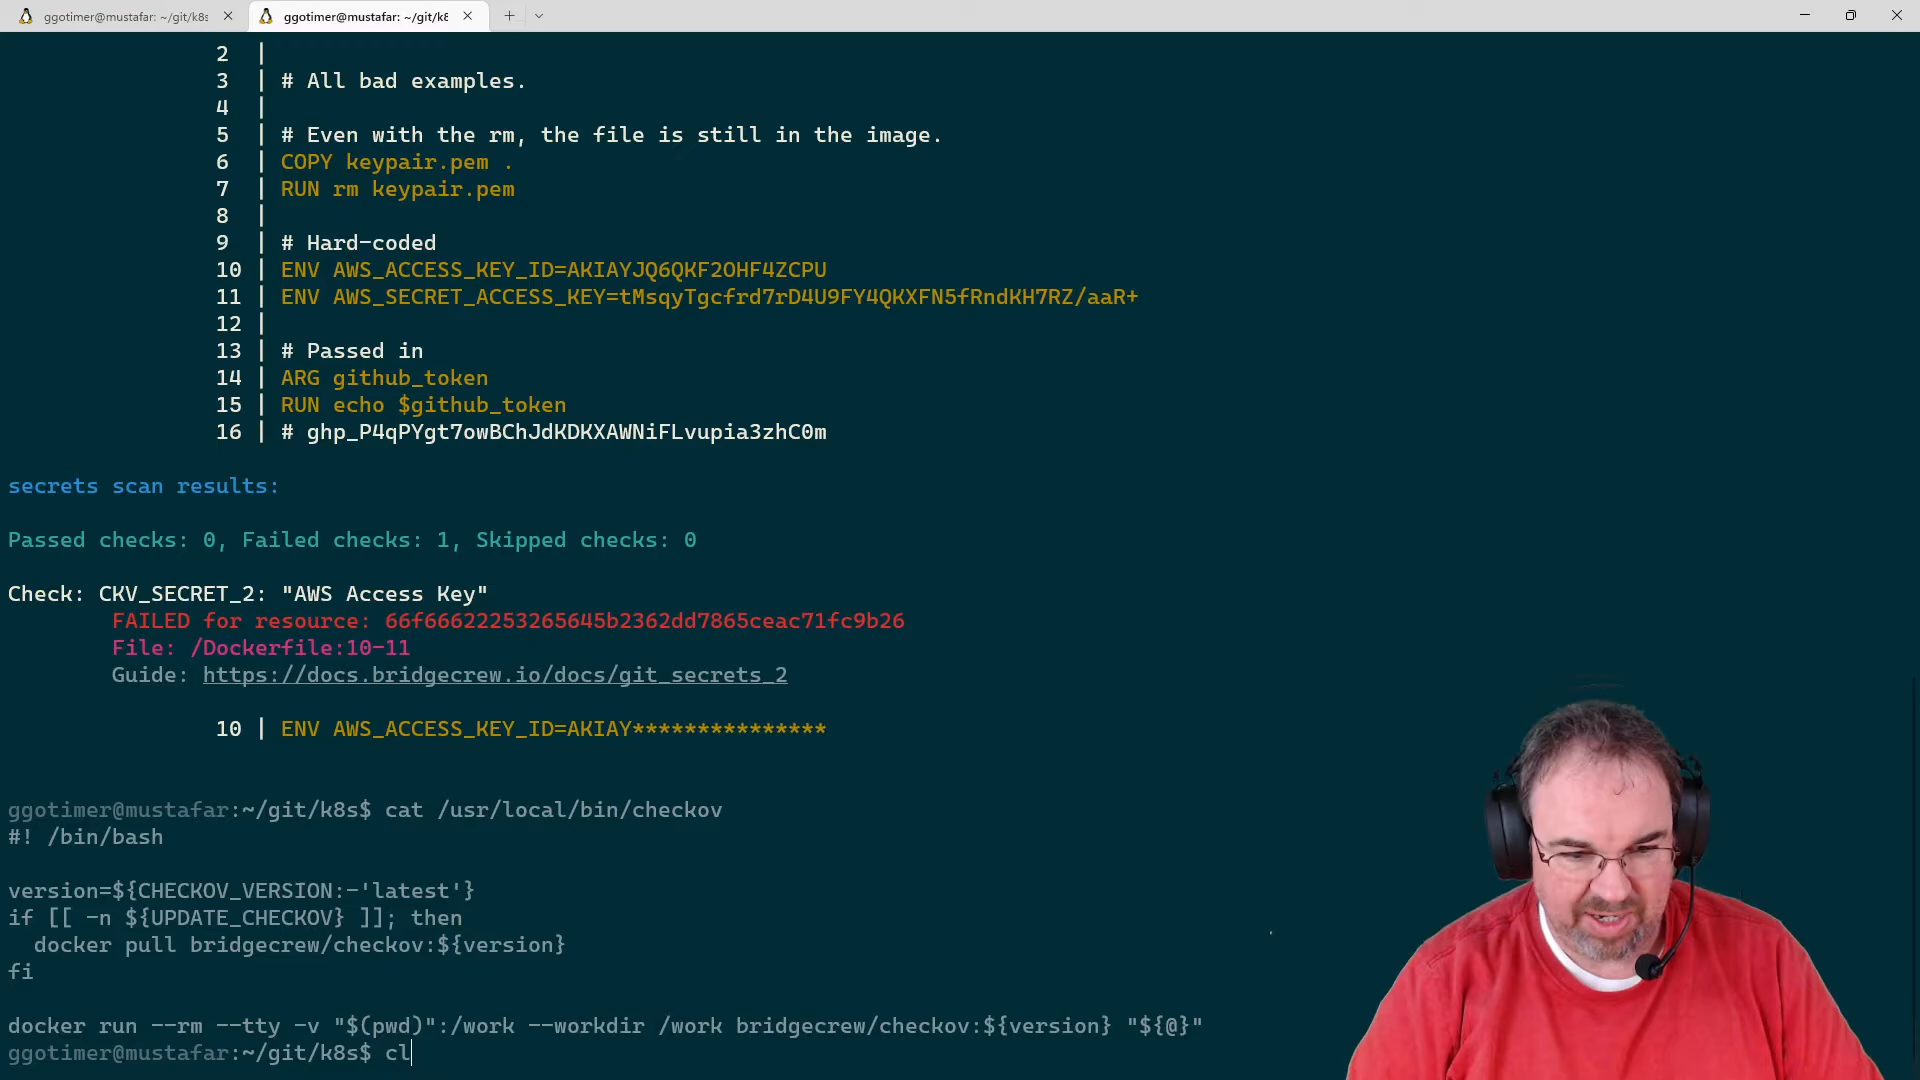 ggotimer@mustafar: ~/git/k8s
ggotimer@mustafar: ~/git/k8
2 |
3 | # All bad examples.
4 |
5 | # Even with the rm, the file is still in the image.
6 | COPY keypair.pem .
7 | RUN rm keypair.pem
8 |
9 | # Hard-coded
10 | ENV AWS_ACCESS_KEY_ID=AKIAYJQ6QKF2OHF4ZCPU
11 | ENV AWS_SECRET_ACCESS_KEY=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
12 |
13 | # Passed in
14 | ARG github_token
15 | RUN echo $github_token
16 | # 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
secrets scan results:
Passed checks: 0, Failed checks: 1, Skipped checks: 0
Check: CKV_SECRET_2: "AWS Access Key"
FAILED for resource: 66f66622253265645b2362dd7865ceac71fc9b26
File: /Dockerfile:10-11
Guide: https://docs.bridgecrew.io/docs/git_secrets_2
10 | ENV AWS_ACCESS_KEY_ID=AKIAY***************
ggotimer@mustafar:~/git/k8s$ cat /usr/local/bin/checkov
#! /bin/bash
version=${CHECKOV_VERSION:-'latest'}
if [[ -n ${UPDATE_CHECKOV} ]]; then
docker pull bridgecrew/checkov:${version}
fi
docker run --rm --tty -v "$(pwd)":/work --workdir /work bridgecrew/checkov:${version} "${@}"
ggotimer@mustafar:~/git/k8s$ cl